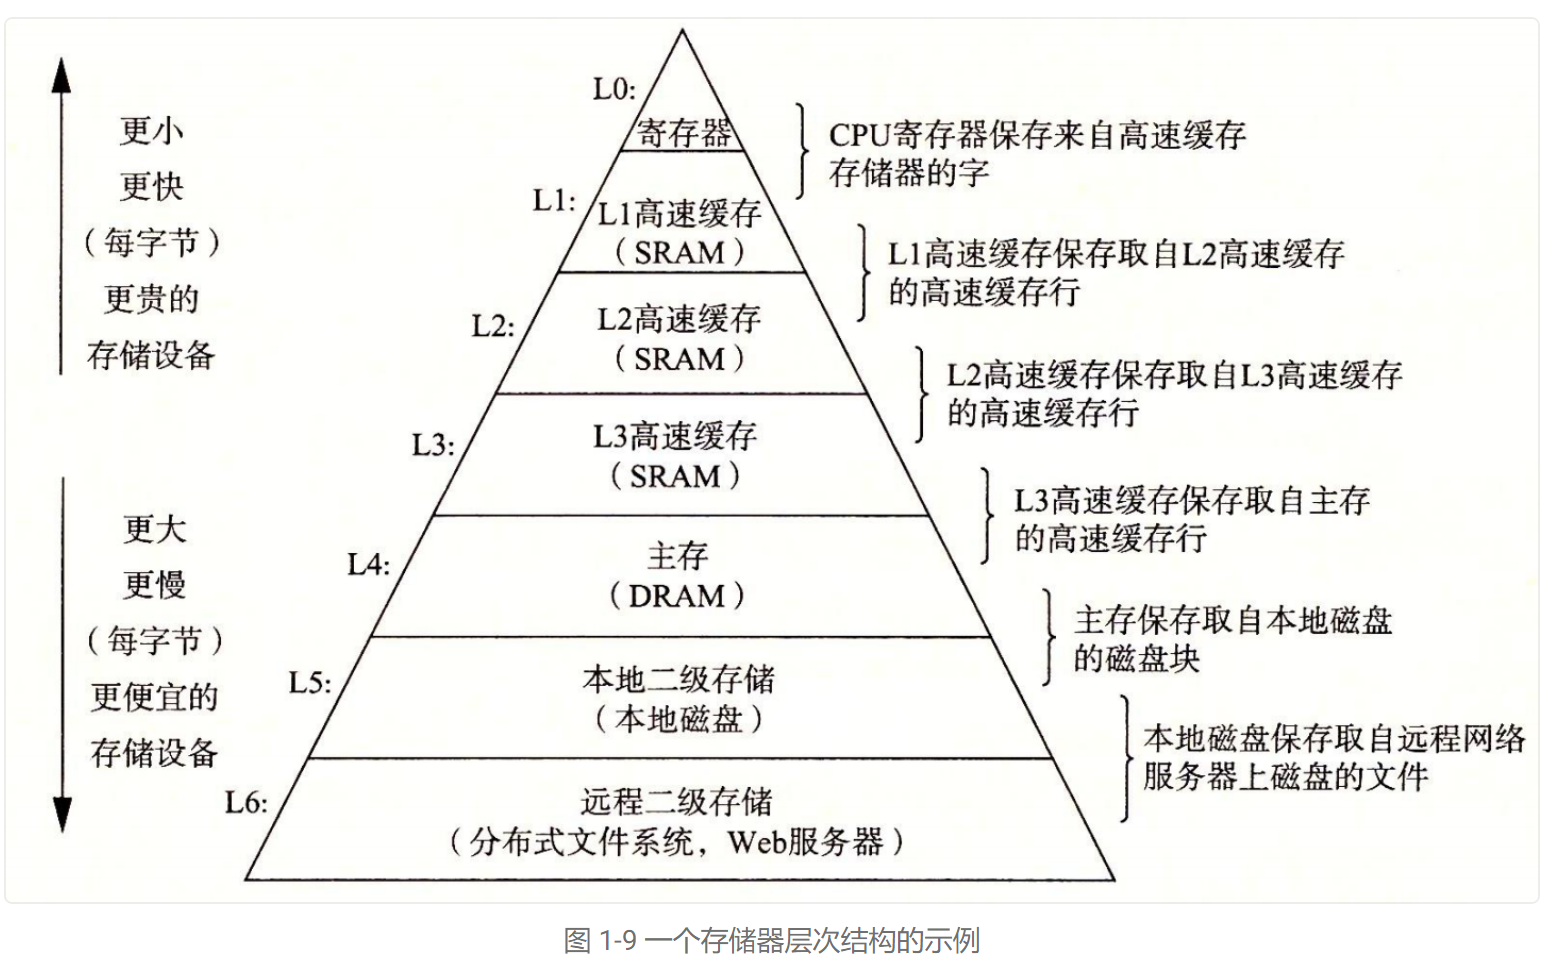 更小
更快
（每字节）
更贵的
存储设备
更大
更慢
（每字节）
更便宜的
存储设备
L0:
寄存器
CPU寄存器保存来自高速缓存
存储器的字
L1:
L1高速缓存
（SRAM）
L1高速缓存保存取自L2高速缓存
的高速缓存行
L2:
L2高速缓存
（SRAM）
L2高速缓存保存取自L3高速缓存
的高速缓存行
L3:
L3高速缓存
（SRAM）
L3高速缓存保存取自主存
的高速缓存行
L4:
主存
（DRAM）
主存保存取自本地磁盘
的磁盘块
L5:
本地二级存储
（本地磁盘）
本地磁盘保存取自远程网络
服务器上磁盘的文件
L6:
远程二级存储
（分布式文件系统，Web服务器）
图 1-9 一个存储器层次结构的示例